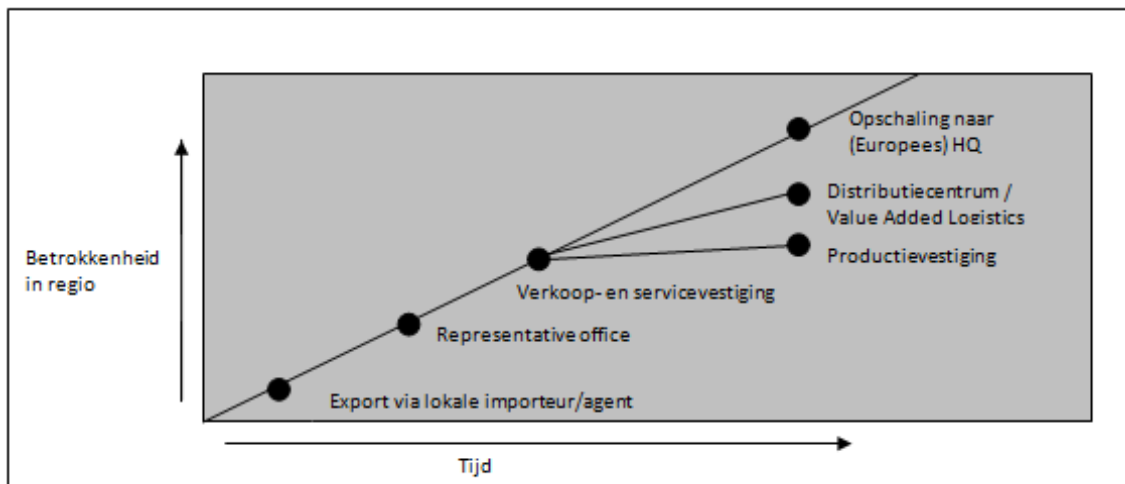 Opschaling naar
(Europees) HQ
Distributiecentrum /
Value Added Logistics
Betrokkenheid
in regio
Productievestiging
Verkoop- en servicevestiging
Representative office
Export via lokale importeur/agent
Tijd